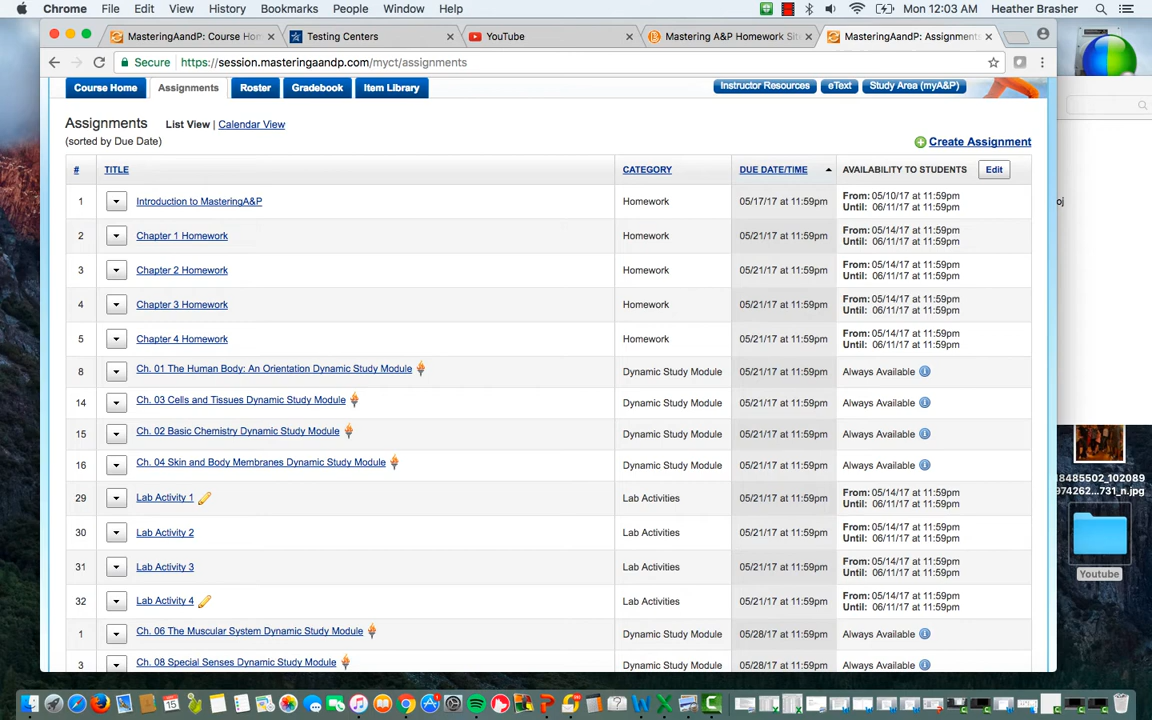 Chrome File Edit View History Bookmarks People Window Help Mon 12:03 AM Heather Brasher
MasteringAandP: Course Hom Testing Centers YouTube Mastering A&P Homework Sit MasteringAandP: Assignment
Secure https://session.masteringaandp.com/myct/assignments
Course Home Assignments Roster Gradebook Item Library Instructor Resources eText Study Area (myA&P)
Assignments List View | Calendar View
(sorted by Due Date)
Create Assignment
# TITLE CATEGORY DUE DATE/TIME AVAILABILITY TO STUDENTS Edit
1 Introduction to MasteringA&P Homework 05/17/17 at 11:59pm From: 05/10/17 at 11:59pm
Until: 06/11/17 at 11:59pm
oj
2 Chapter 1 Homework Homework 05/21/17 at 11:59pm From: 05/14/17 at 11:59pm
Until: 06/11/17 at 11:59pm
3 Chapter 2 Homework Homework 05/21/17 at 11:59pm From: 05/14/17 at 11:59pm
Until: 06/11/17 at 11:59pm
4 Chapter 3 Homework Homework 05/21/17 at 11:59pm From: 05/14/17 at 11:59pm
Until: 06/11/17 at 11:59pm
5 Chapter 4 Homework Homework 05/21/17 at 11:59pm From: 05/14/17 at 11:59pm
Until: 06/11/17 at 11:59pm
8 Ch. 01 The Human Body: An Orientation Dynamic Study Module Dynamic Study Module 05/21/17 at 11:59pm Always Available
14 Ch. 03 Cells and Tissues Dynamic Study Module Dynamic Study Module 05/21/17 at 11:59pm Always Available
15 Ch. 02 Basic Chemistry Dynamic Study Module Dynamic Study Module 05/21/17 at 11:59pm Always Available
16 Ch. 04 Skin and Body Membranes Dynamic Study Module Dynamic Study Module 05/21/17 at 11:59pm Always Available
18485502_102089
974262..._731_n.jpg
29 Lab Activity 1 Lab Activities 05/21/17 at 11:59pm From: 05/14/17 at 11:59pm
Until: 06/11/17 at 11:59pm
30 Lab Activity 2 Lab Activities 05/21/17 at 11:59pm From: 05/14/17 at 11:59pm
Until: 06/11/17 at 11:59pm
31 Lab Activity 3 Lab Activities 05/21/17 at 11:59pm From: 05/14/17 at 11:59pm
Until: 06/11/17 at 11:59pm
Youtube
32 Lab Activity 4 Lab Activities 05/21/17 at 11:59pm From: 05/14/17 at 11:59pm
Until: 06/11/17 at 11:59pm
1 Ch. 06 The Muscular System Dynamic Study Module Dynamic Study Module 05/28/17 at 11:59pm Always Available
3 Ch. 08 Special Senses Dynamic Study Module Dynamic Study Module 05/28/17 at 11:59pm Always Available